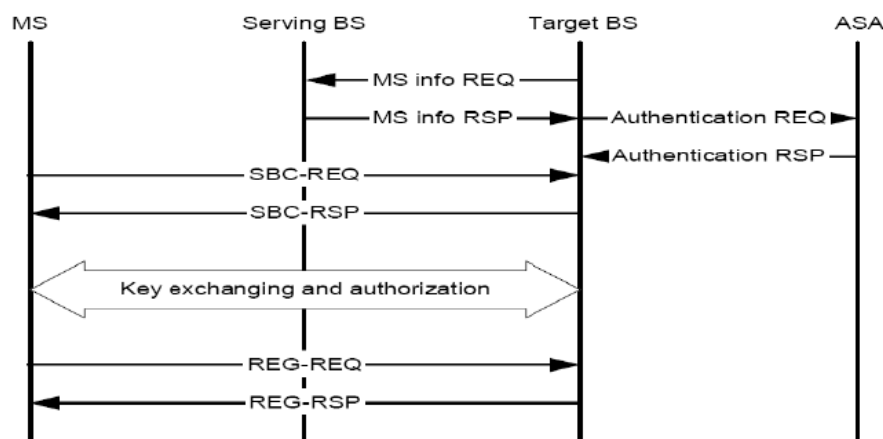 MS Serving BS Target BS ASA
MS info REQ
MS info RSP Authentication REQ
Authentication RSP
SBC-REQ
SBC-RSP
Key exchanging and authorization
REG-REQ
REG-RSP